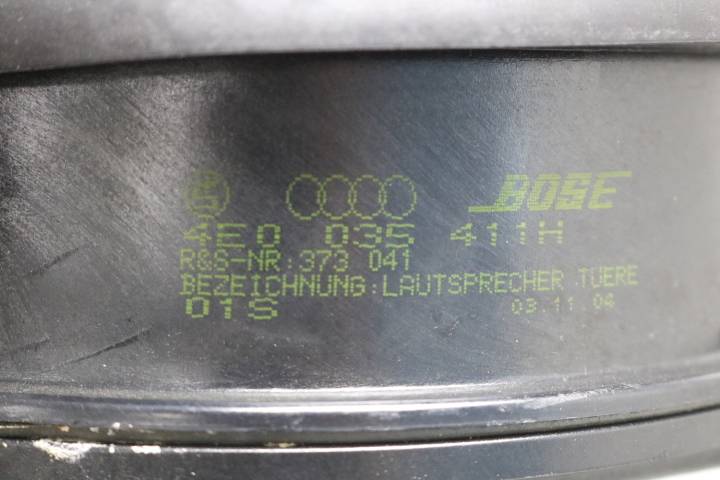 BOSE
4E0 035 411H
R&S-NR:373 041
BEZEICHNUNG:LAUTSPRECHER TUERE
01S 03.11.04